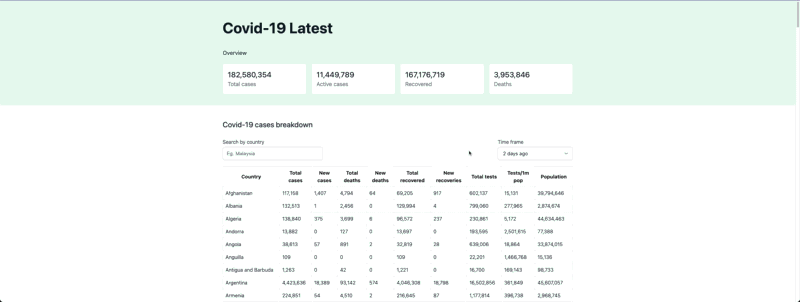 Covid-19 Latest
Overview
182,580,354 11,449,789 167,176,719 3,953,846
Total cases Active cases Recovered Deaths
Covid-19 cases breakdown
Search by country Time frame
Eg. Malaysia 2 days ago
Country Total cases New cases Total deaths New deaths Total recovered New recoveries Total tests Tests/1m pop Population
Afghanistan 117,158 1,407 4,794 64 69,205 917 602,137 15,131 39,794,646
Albania 132,513 1 2,456 0 129,994 4 799,060 277,965 2,874,674
Algeria 138,840 375 3,699 6 96,572 237 230,861 5,172 44,634,463
Andorra 13,882 0 127 0 13,697 0 193,595 2,501,615 77,388
Angola 38,613 57 891 2 32,819 28 639,006 18,864 33,874,015
Anguilla 109 0 0 0 109 0 22,201 1,466,768 15,136
Antigua and Barbuda 1,263 0 42 0 1,221 0 16,700 169,143 98,733
Argentina 4,423,636 18,389 93,142 574 4,046,309 18,798 16,502,856 361,849 45,607,057
Armenia 224,851 54 4,510 2 216,645 87 1,177,814 396,738 2,968,745